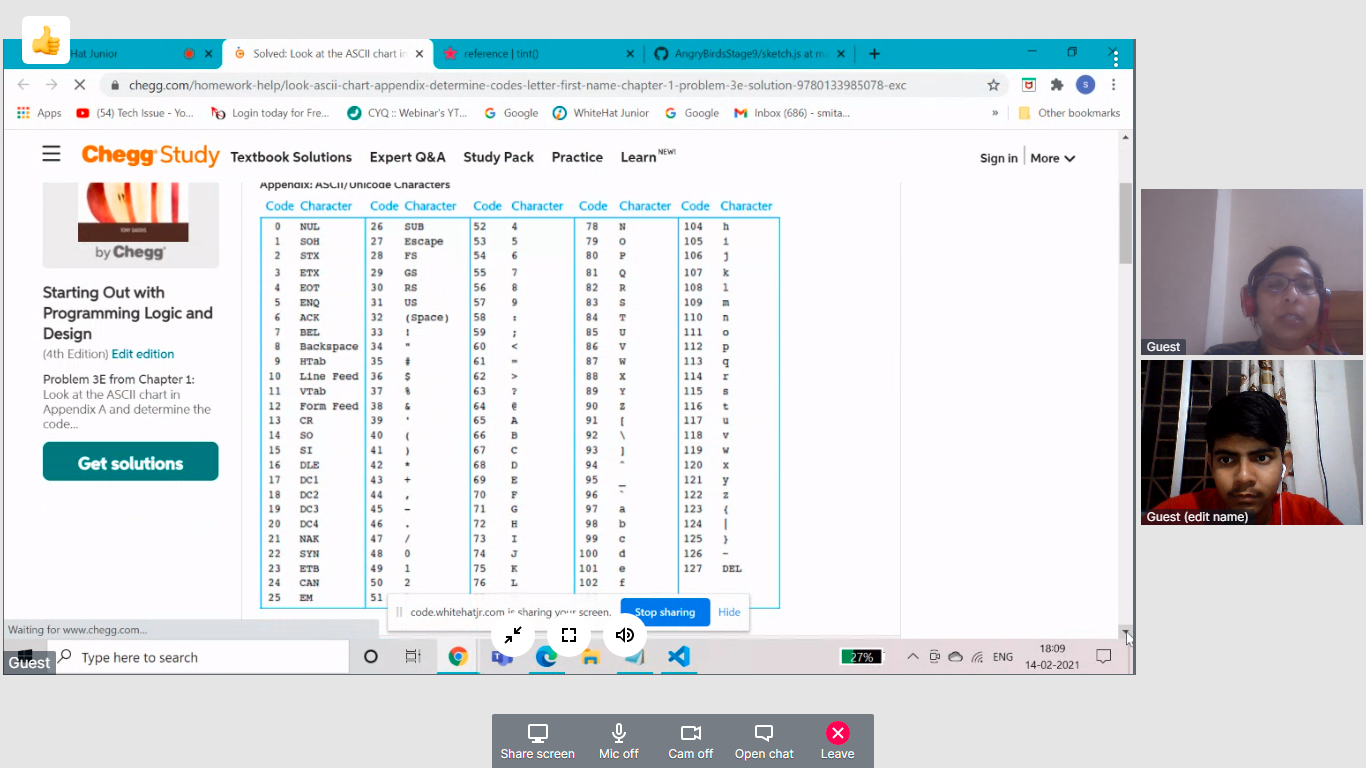 Hat Junior
Solved: Look at the ASCII chart in
reference | tint()
AngryBirdsStage9/sketch.js at m
chegg.com/homework-help/look-ascii-chart-appendix-determine-codes-letter-first-name-chapter-1-problem-3e-solution-9780133985078-exc
Apps (54) Tech Issue - Yo... Login today for Fre... CYQ :: Webinar's YT... Google WhiteHat Junior Google Inbox (686) - smita... » Other bookmarks
Chegg Study Textbook Solutions Expert Q&A Study Pack Practice Learn NEW! Sign in More
TONY GADDIS
by Chegg
Starting Out with
Programming Logic and
Design
(4th Edition) Edit edition
Problem 3E from Chapter 1:
Look at the ASCII chart in
Appendix A and determine the
code...
Get solutions
Appendix: ASCII/Unicode Characters
Code Character Code Character Code Character Code Character Code Character
0 NUL 26 SUB 52 4 78 N 104 h
1 SOH 27 Escape 53 5 79 O 105 i
2 STX 28 FS 54 6 80 P 106 j
3 ETX 29 GS 55 7 81 Q 107 k
4 EOT 30 RS 56 8 82 R 108 l
5 ENQ 31 US 57 9 83 S 109 m
6 ACK 32 (Space) 58 : 84 T 110 n
7 BEL 33 ! 59 ; 85 U 111 o
8 Backspace 34 " 60 < 86 V 112 p
9 HTab 35 # 61 = 87 W 113 q
10 Line Feed 36 $ 62 > 88 X 114 r
11 VTab 37 % 63 ? 89 Y 115 s
12 Form Feed 38 & 64 @ 90 Z 116 t
13 CR 39 ' 65 A 91 [ 117 u
14 SO 40 ( 66 B 92 \ 118 v
15 SI 41 ) 67 C 93 ] 119 w
16 DLE 42 * 68 D 94 ^ 120 x
17 DC1 43 + 69 E 95 _ 121 y
18 DC2 44 , 70 F 96 ` 122 z
19 DC3 45 - 71 G 97 a 123 {
20 DC4 46 . 72 H 98 b 124 |
21 NAK 47 / 73 I 99 c 125 }
22 SYN 48 0 74 J 100 d 126 ~
23 ETB 49 1 75 K 101 e 127 DEL
24 CAN 50 2 76 L 102 f
25 EM 51
code.whitehatjr.com is sharing your screen. Stop sharing Hide
Waiting for www.chegg.com...
Guest
Type here to search
27%
ENG
18:09
14-02-2021
Guest
Guest (edit name)
Share screen Mic off Cam off Open chat Leave